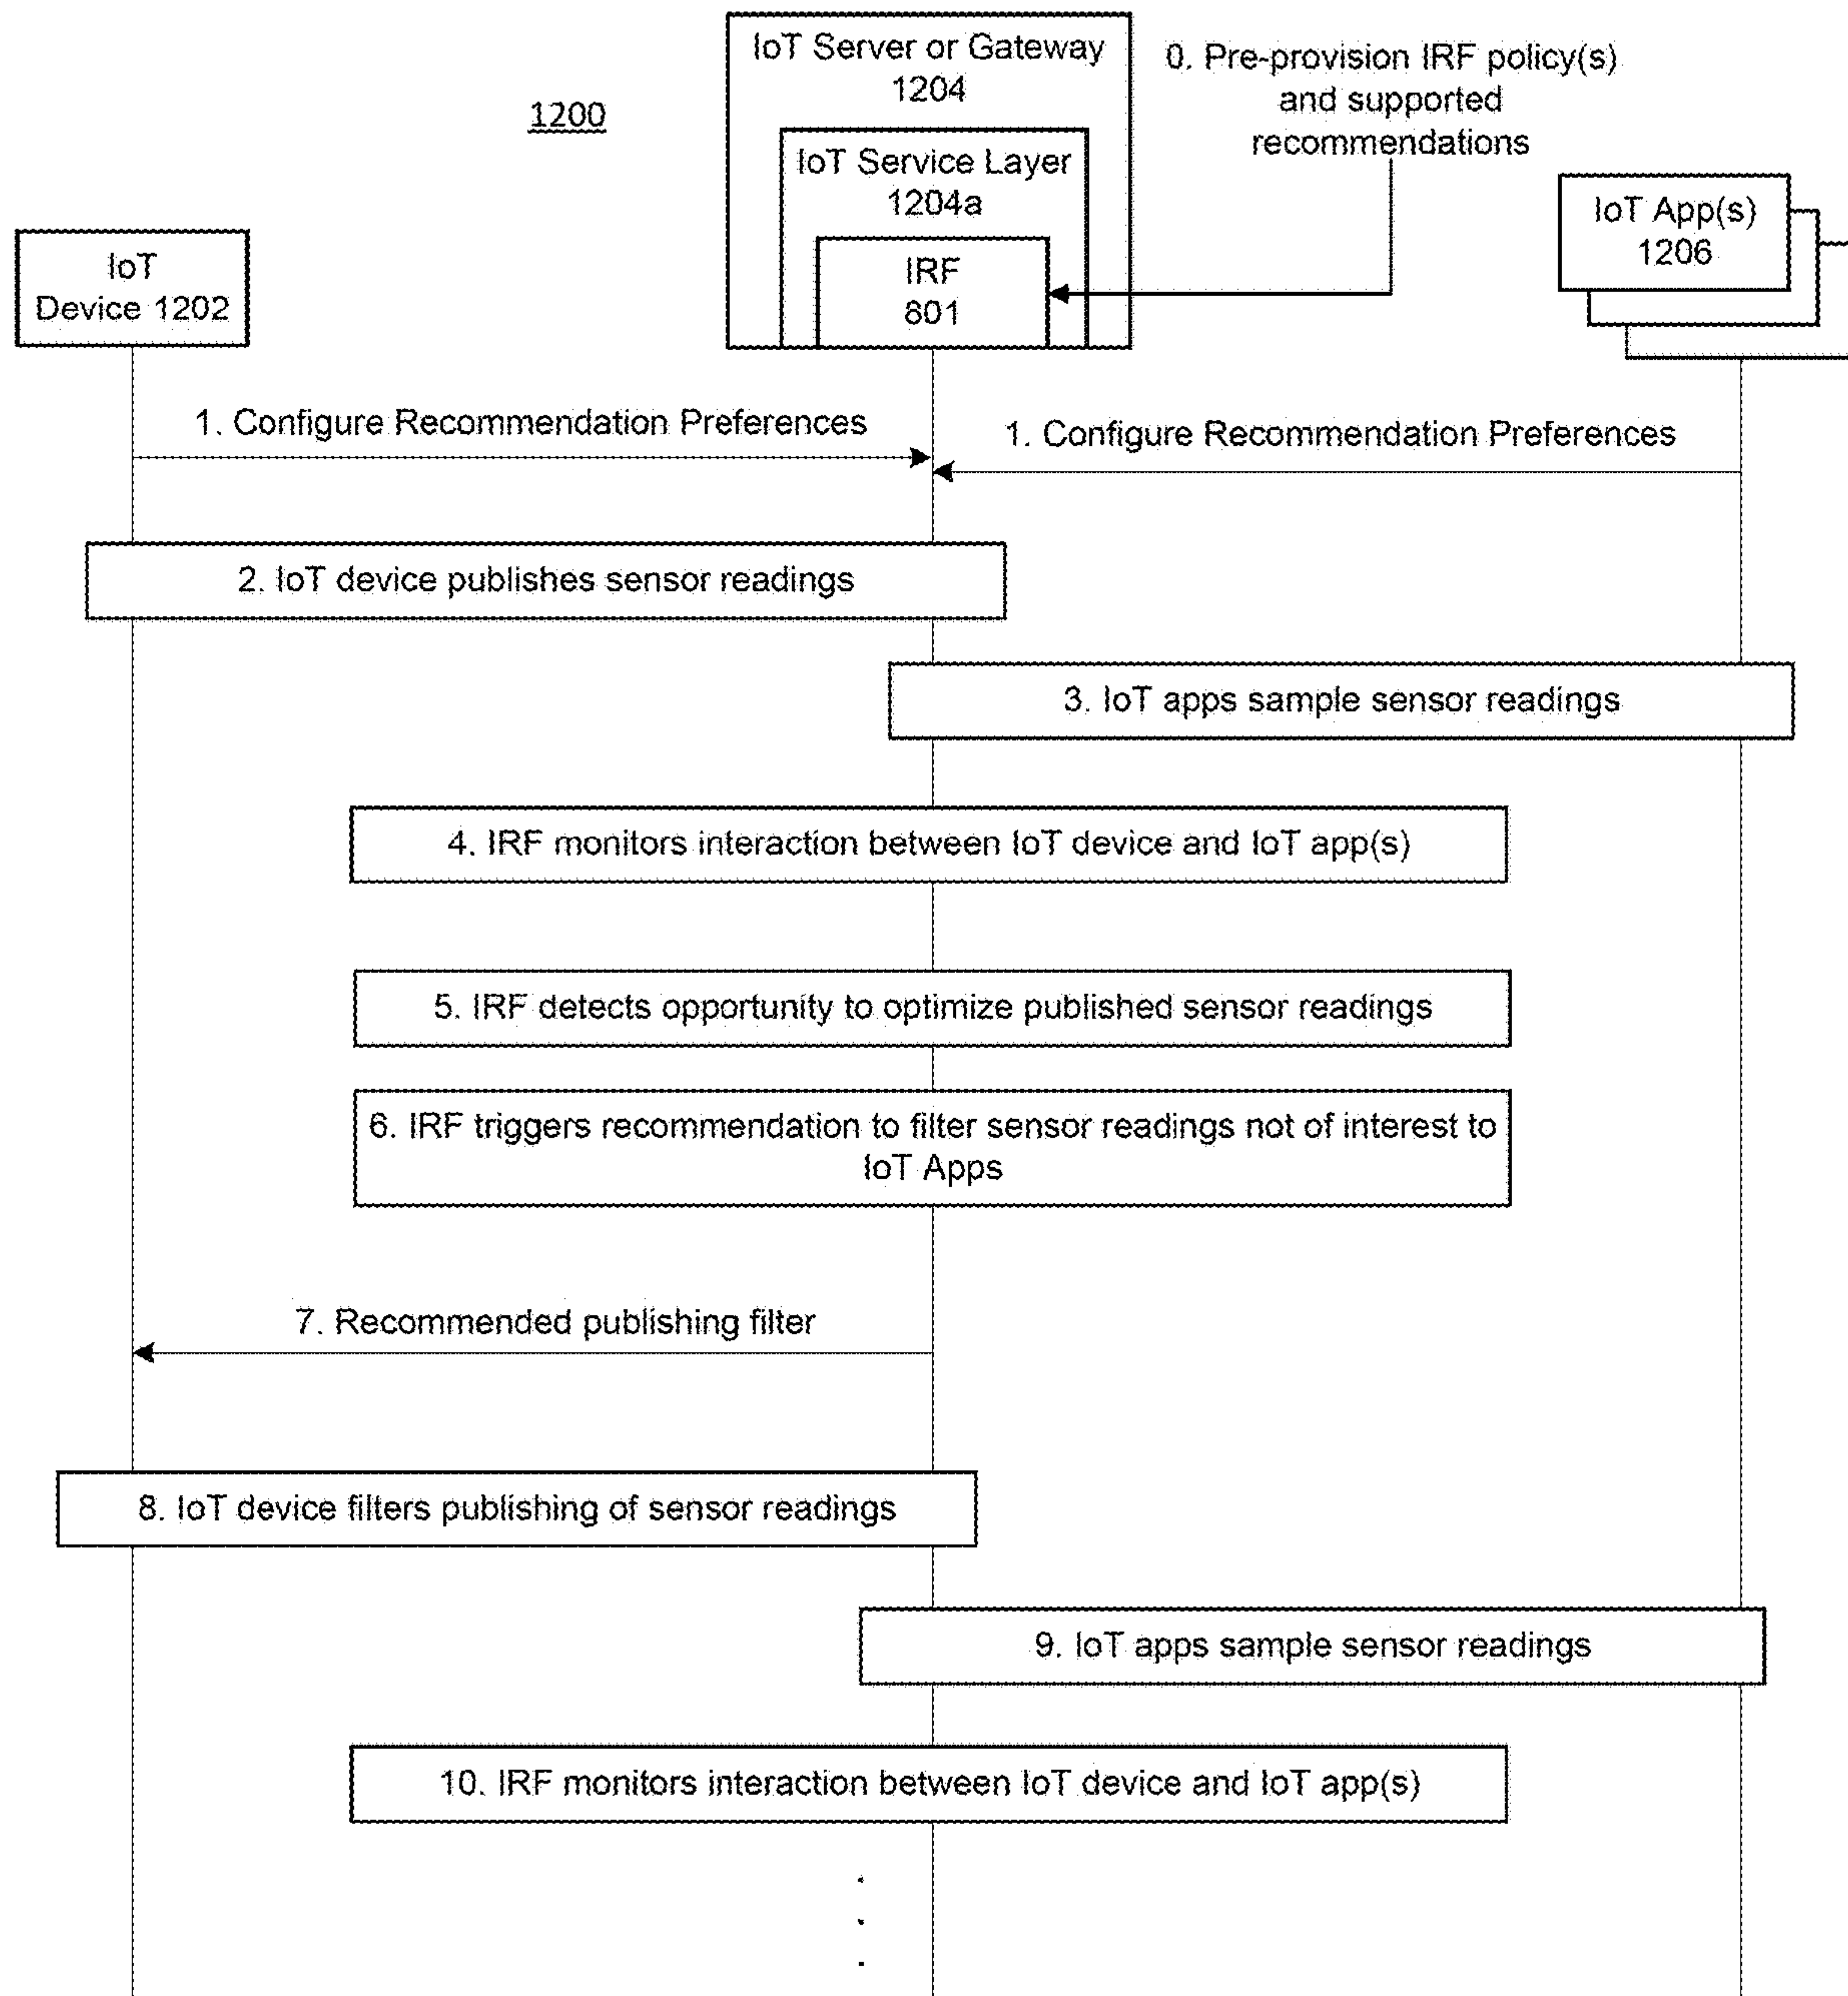 IoT Server or Gateway
1204
0. Pre-provision IRF policy(s)
and supported
recommendations
1200
IoT Service Layer
1204a
IoT App(s)
1206
IoT
Device 1202
IRF
801
1. Configure Recommendation Preferences
1. Configure Recommendation Preferences
2. IoT device publishes sensor readings
3. IoT apps sample sensor readings
4. IRF monitors interaction between IoT device and IoT app(s)
5. IRF detects opportunity to optimize published sensor readings
6. IRF triggers recommendation to filter sensor readings not of interest to
IoT Apps
7. Recommended publishing filter
8. IoT device filters publishing of sensor readings
9. IoT apps sample sensor readings
10. IRF monitors interaction between IoT device and IoT app(s)